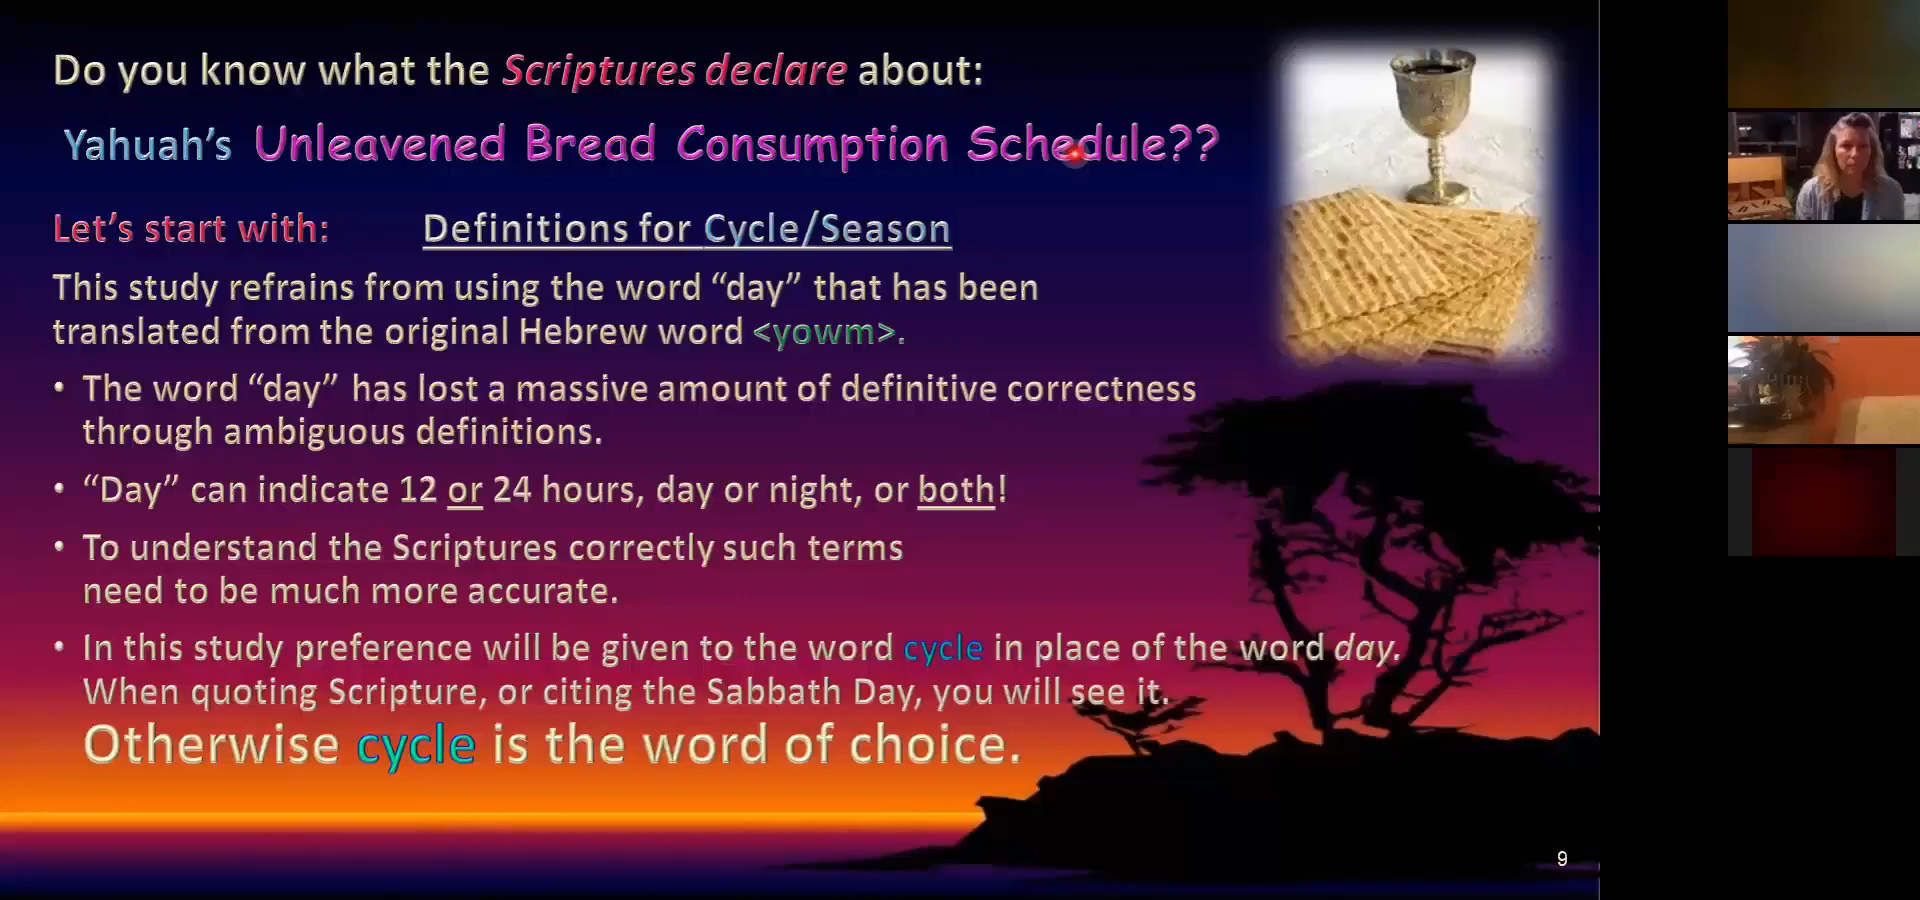 Do you know what the Scriptures declare about:
Yahuah's Unleavened Bread Consumption Schedule??
Let's start with: Definitions for Cycle/Season
This study refrains from using the word “day” that has been
translated from the original Hebrew word <yowm>.
• The word “day” has lost a massive amount of definitive correctness
through ambiguous definitions.
• “Day” can indicate 12 or 24 hours, day or night, or both!
• To understand the Scriptures correctly such terms
need to be much more accurate.
• In this study preference will be given to the word cycle in place of the word day.
When quoting Scripture, or citing the Sabbath Day, you will see it.
Otherwise cycle is the word of choice.
9